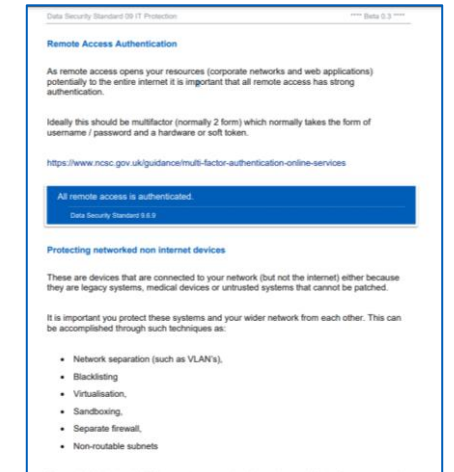 Data Security Standard 09 IT Protection
**** Beta 0.3 ****
Remote Access Authentication
As remote access opens your resources (corporate networks and web applications)
potentially to the entire internet it is important that all remote access has strong
authentication.
Ideally this should be multifactor (normally 2 form) which normally takes the form of
username / password and a hardware or soft token.
https://www.ncsc.gov.uk/guidance/multi-factor-authentication-online-services
All remote access is authenticated.
Data Security Standard 9.6.9
Protecting networked non internet devices
These are devices that are connected to your network (but not the internet) either because
they are legacy systems, medical devices or untrusted systems that cannot be patched.
It is important you protect these systems and your wider network from each other. This can
be accomplished through such techniques as:
• Network separation (such as VLAN's),
• Blacklisting
• Virtualisation,
• Sandboxing,
• Separate firewall,
• Non-routable subnets